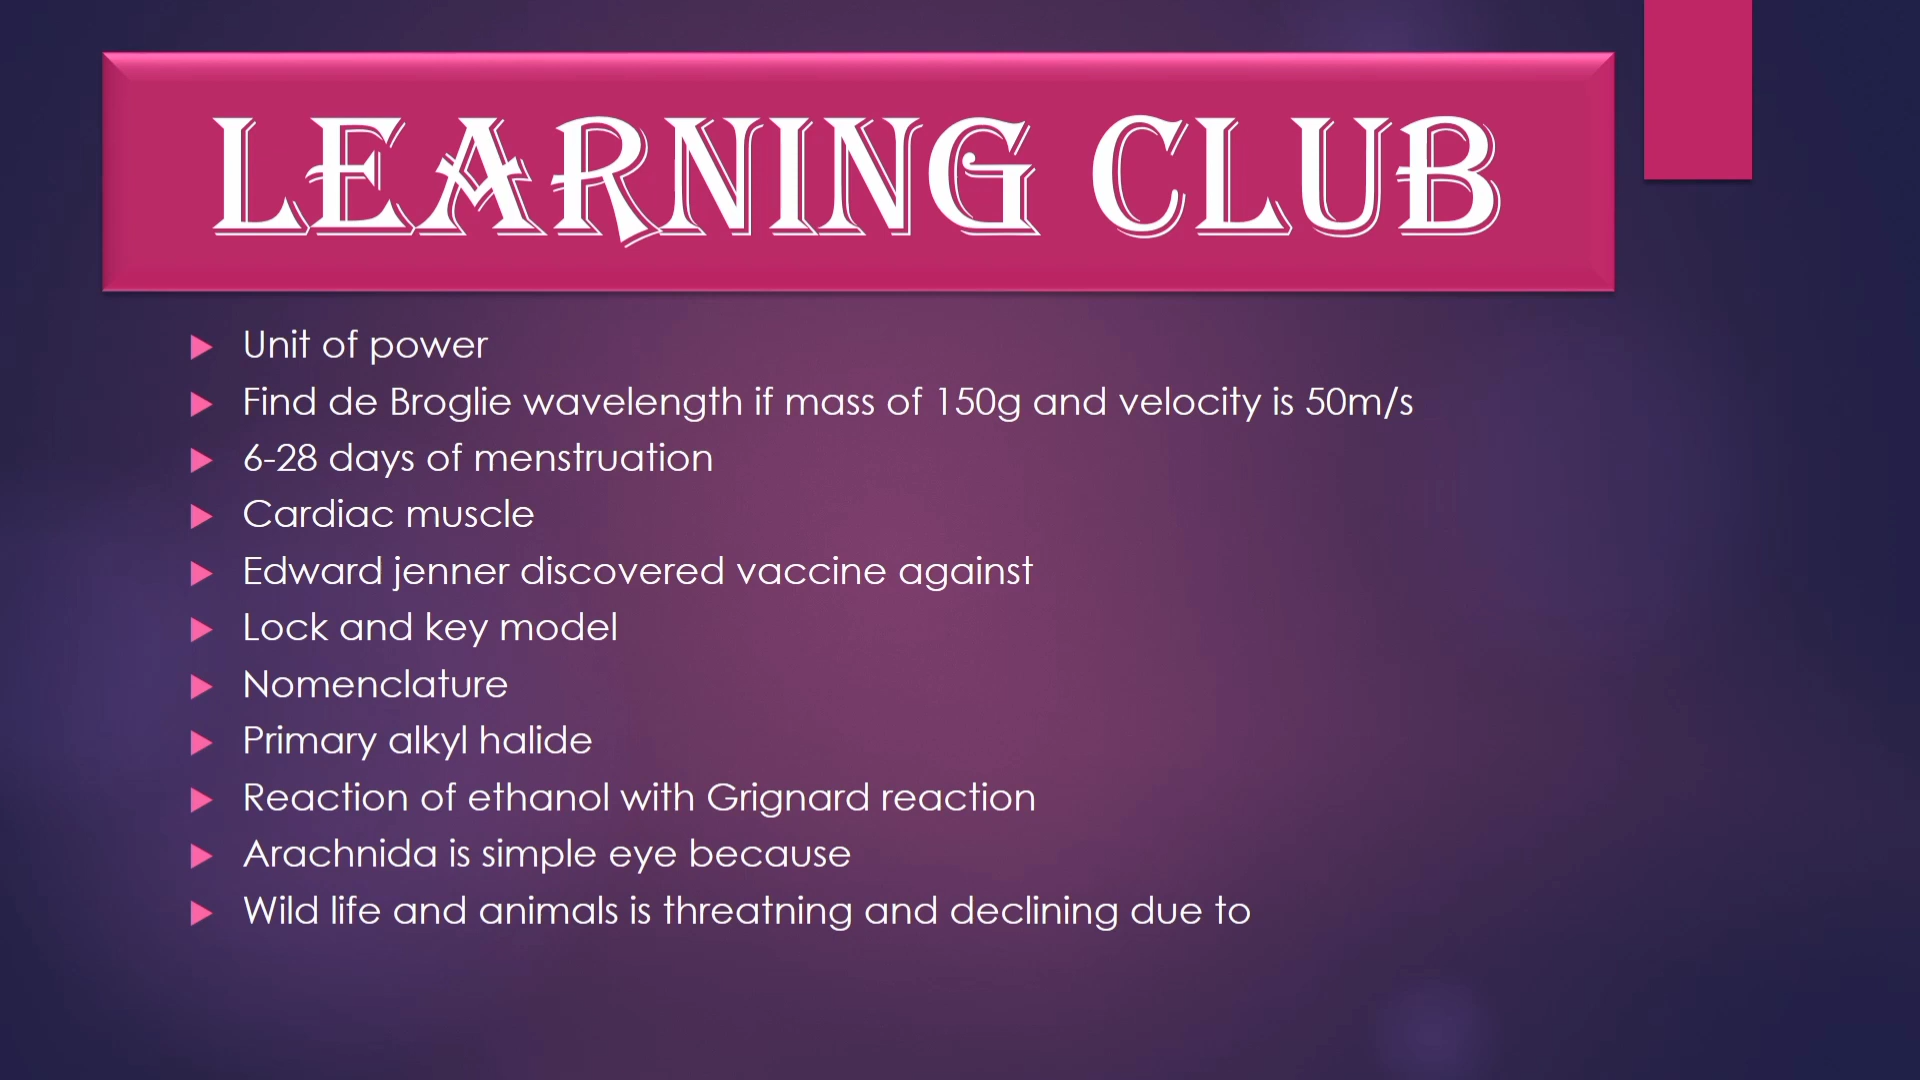 LEARNING CLUB
Unit of power
Find de Broglie wavelength if mass of 150g and velocity is 50m/s
6-28 days of menstruation
Cardiac muscle
Edward jenner discovered vaccine against
Lock and key model
Nomenclature
Primary alkyl halide
Reaction of ethanol with Grignard reaction
Arachnida is simple eye because
Wild life and animals is threatning and declining due to